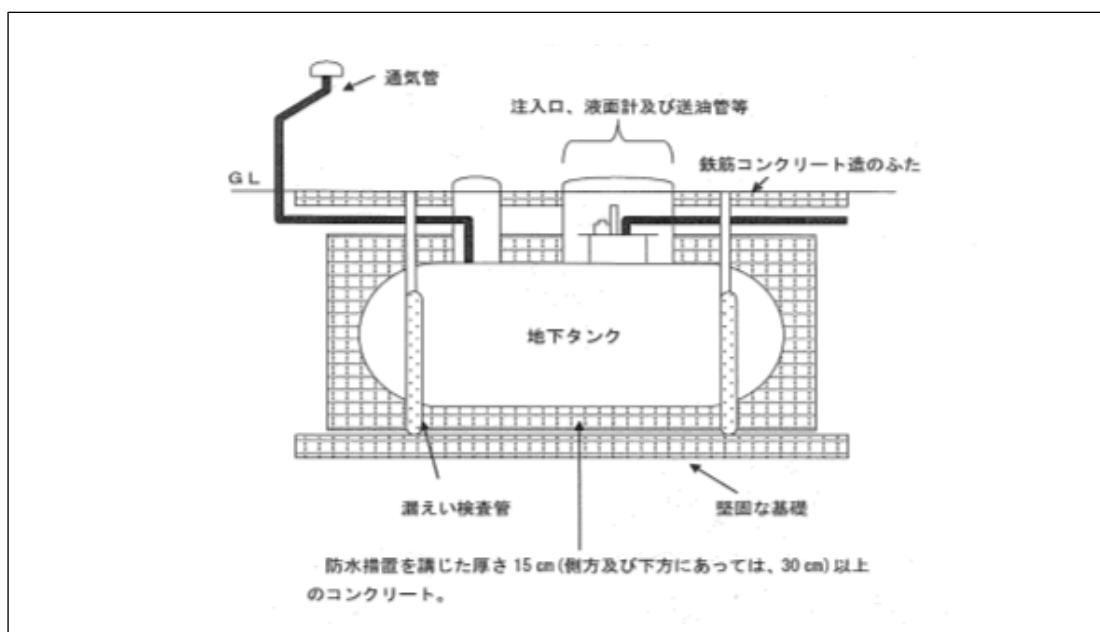 通気管
注入口、液面計及び送油管等
鉄筋コンクリート造のふた
GL
地下タンク
漏えい検査管
堅固な基礎
防水措置を講じた厚さ 15 cm(側方及び下方にあっては、30 cm)以上
のコンクリート。